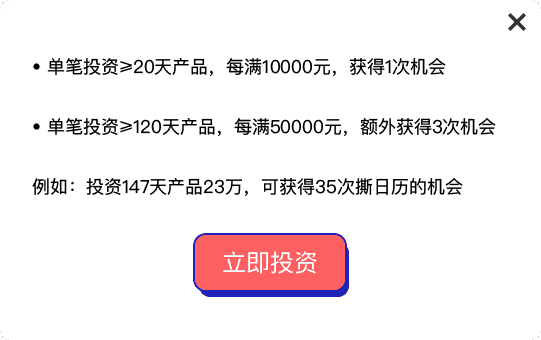 • 单笔投资≥20天产品，每满10000元，获得1次机会
• 单笔投资≥120天产品，每满50000元，额外获得3次机会
例如：投资147天产品23万，可获得35次撕日历的机会
立即投资